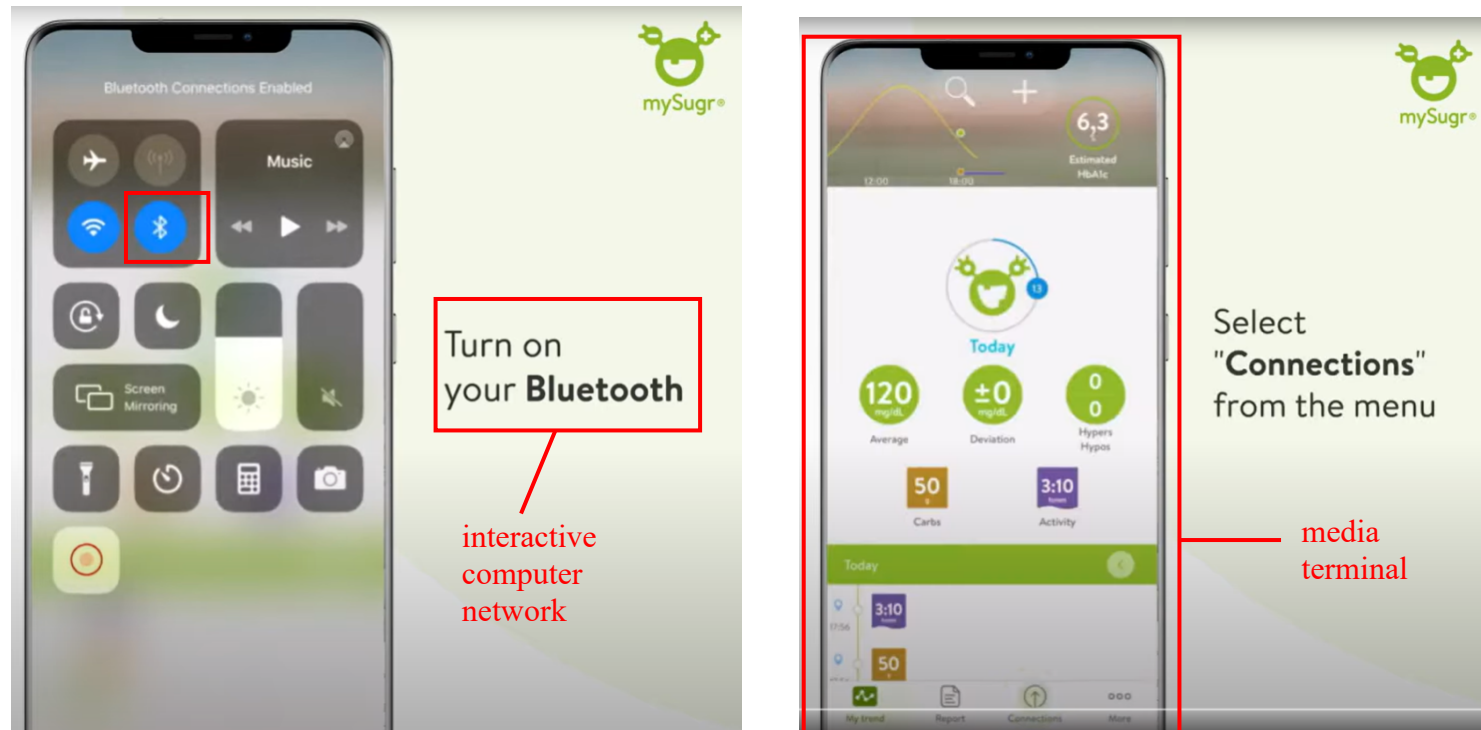 Bluetooth Connections Enabled
Music
Screen
Mirroring
mySugr®
Turn on
your Bluetooth
interactive
computer
network
12:00
18:00
6,3
Estimated
HbA1c
13
Today
120
mg/dL
Average
±0
mg/dL
Deviation
0
0
Hypers
Hypos
50
g
Carbs
3:10
hours
Activity
Today
3:10
hours
17:56
50
My trend
Report
Connections
More
mySugr®
Select
"Connections"
from the menu
media
terminal